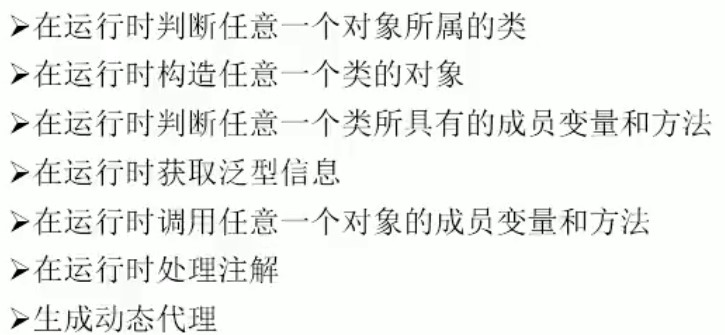 ➢在运行时判断任意一个对象所属的类
➢在运行时构造任意一个类的对象
➢在运行时判断任意一个类所具有的成员变量和方法
➢在运行时获取泛型信息
➢在运行时调用任意一个对象的成员变量和方法
➢在运行时处理注解
➢生成动态代理